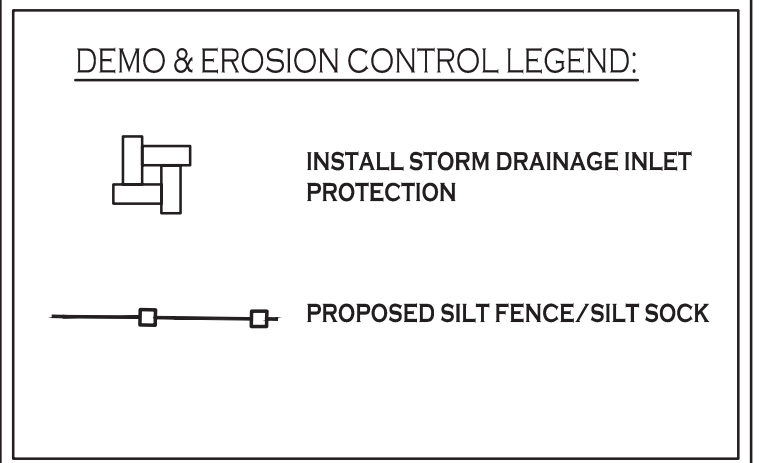 DEMO & EROSION CONTROL LEGEND:
INSTALL STORM DRAINAGE INLET
PROTECTION
PROPOSED SILT FENCE/SILT SOCK